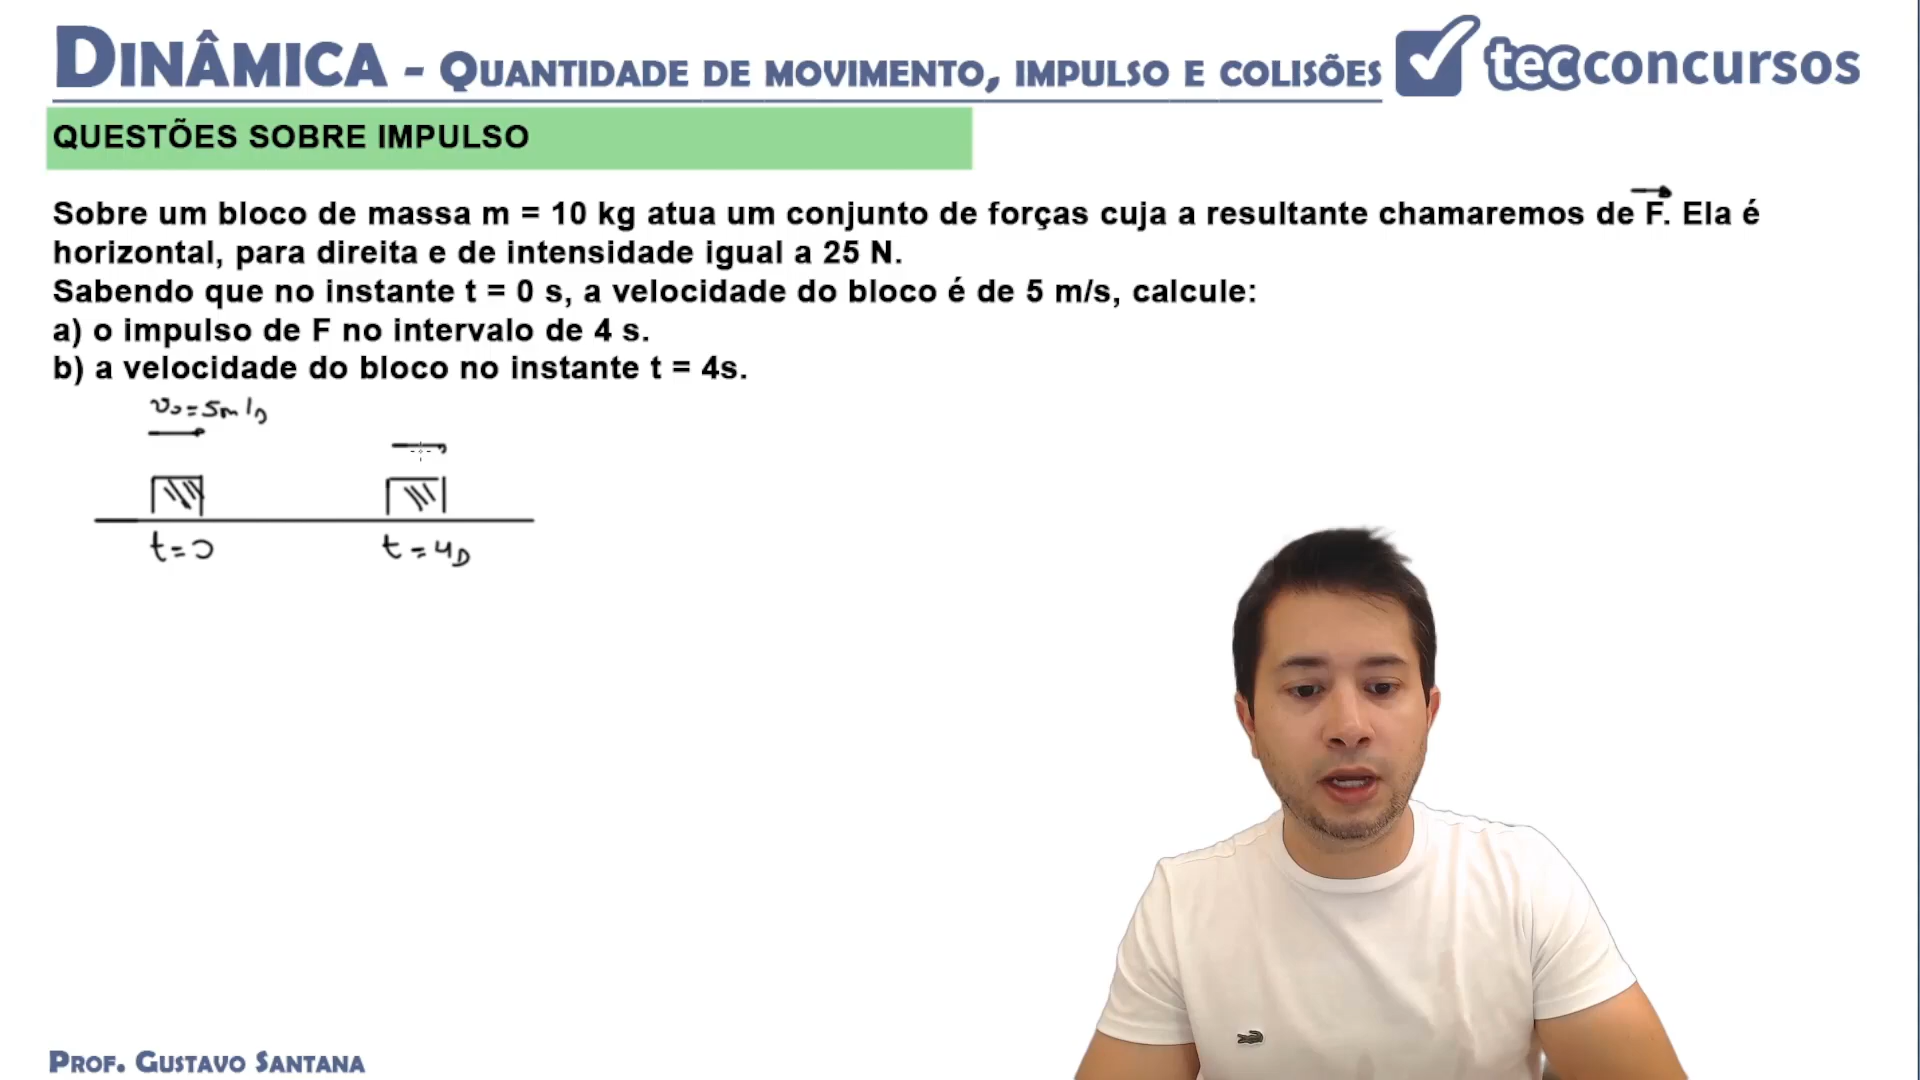 DINÂMICA - QUANTIDADE DE MOVIMENTO, IMPULSO E COLISÕES
tecconcursos
QUESTÕES SOBRE IMPULSO
Sobre um bloco de massa m = 10 kg atua um conjunto de forças cuja a resultante chamaremos de F. Ela é
horizontal, para direita e de intensidade igual a 25 N.
Sabendo que no instante t = 0 s, a velocidade do bloco é de 5 m/s, calcule:
a) o impulso de F no intervalo de 4 s.
b) a velocidade do bloco no instante t = 4s.
v₀=5m/s
t=0
t=4s
PROF. GUSTAVO SANTANA